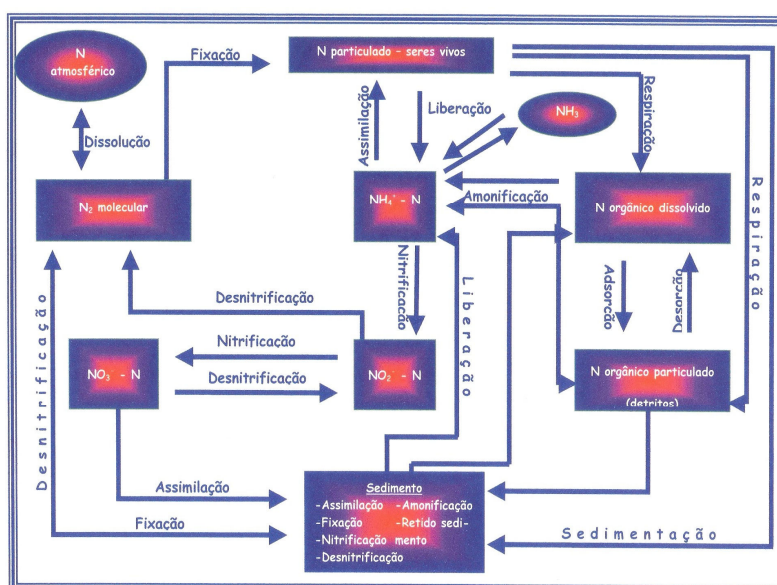 N
atmosférico
Fixação
N particulado – seres vivos
Dissolução
Assimilação
Liberação
NH3
Respiração
Respiração
N2 molecular
NH4+ - N
Amonificação
N orgânico dissolvido
Nitrificação
Liberação
Adsorção
Desorção
Desnitrificação
Nitrificação
Desnitrificação
NO3- - N
NO2- - N
N orgânico particulado
(detritos)
Desnitrificação
Assimilação
Fixação
Sedimento
-Assimilação -Amonificação
-Fixação -Retido sedi-
-Nitrificação mento
-Desnitrificação
Sedimentação